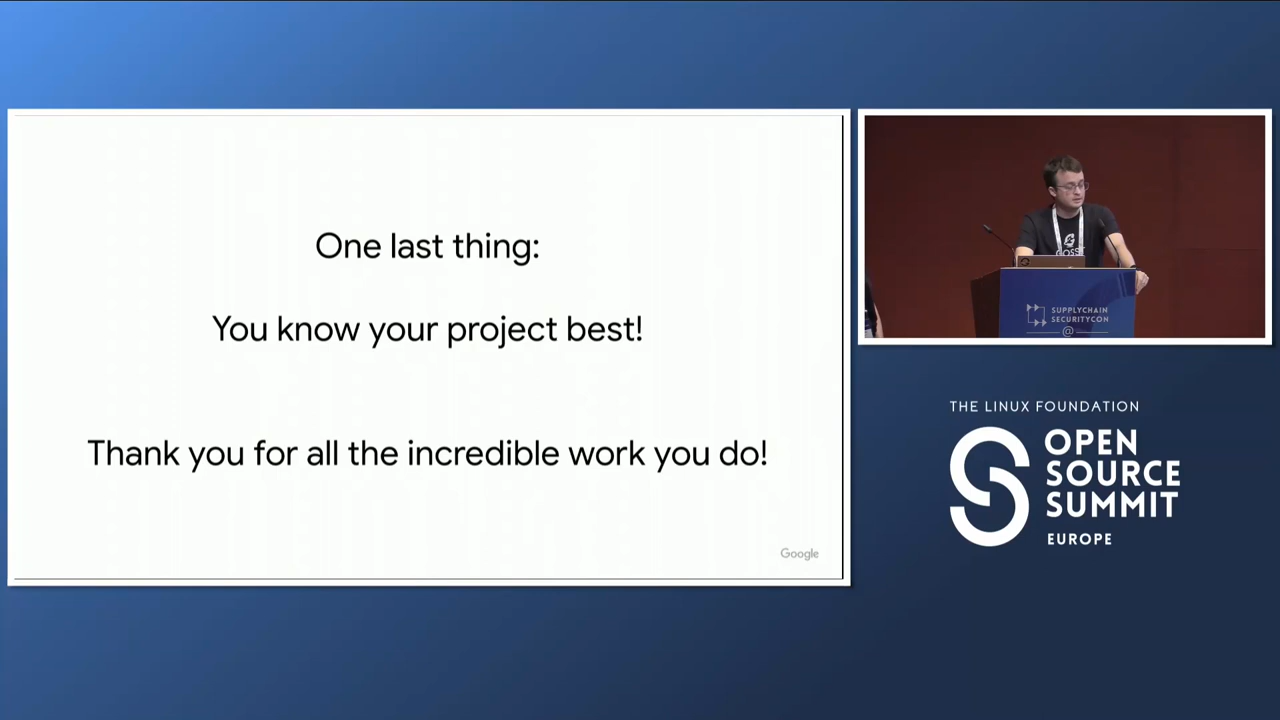 One last thing:
You know your project best!
Thank you for all the incredible work you do!
Google
SUPPLYCHAIN
SECURITYCON
@
THE LINUX FOUNDATION
OPEN
SOURCE
SUMMIT
EUROPE